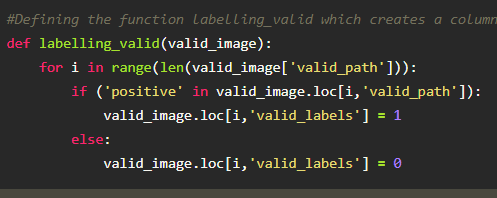 #Defining the function labelling_valid which creates a column
def labelling_valid(valid_image):
    for i in range(len(valid_image['valid_path'])):
        if ('positive' in valid_image.loc[i,'valid_path']):
            valid_image.loc[i,'valid_labels'] = 1
        else:
            valid_image.loc[i,'valid_labels'] = 0